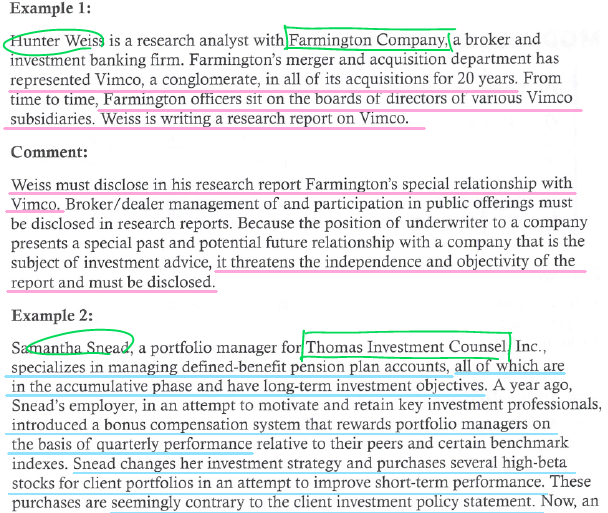 Example 1:
Hunter Weiss is a research analyst with Farmington Company, a broker and
investment banking firm. Farmington's merger and acquisition department has
represented Vimco, a conglomerate, in all of its acquisitions for 20 years. From
time to time, Farmington officers sit on the boards of directors of various Vimco
subsidiaries. Weiss is writing a research report on Vimco.
Comment:
Weiss must disclose in his research report Farmington's special relationship with
Vimco. Broker/dealer management of and participation in public offerings must
be disclosed in research reports. Because the position of underwriter to a company
presents a special past and potential future relationship with a company that is the
subject of investment advice, it threatens the independence and objectivity of the
report and must be disclosed.
Example 2:
Samantha Snead, a portfolio manager for Thomas Investment Counsel, Inc.,
specializes in managing defined-benefit pension plan accounts, all of which are
in the accumulative phase and have long-term investment objectives. A year ago,
Snead's employer, in an attempt to motivate and retain key investment professionals,
introduced a bonus compensation system that rewards portfolio managers on
the basis of quarterly performance relative to their peers and certain benchmark
indexes. Snead changes her investment strategy and purchases several high-beta
stocks for client portfolios in an attempt to improve short-term performance. These
purchases are seemingly contrary to the client investment policy statement. Now, an